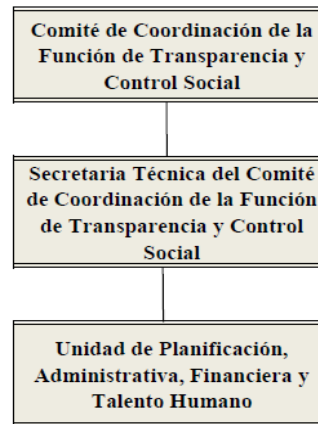 Comité de Coordinación de la
Función de Transparencia y
Control Social
Secretaria Técnica del Comité
de Coordinación de la Función
de Transparencia y Control
Social
Unidad de Planificación,
Administrativa, Financiera y
Talento Humano